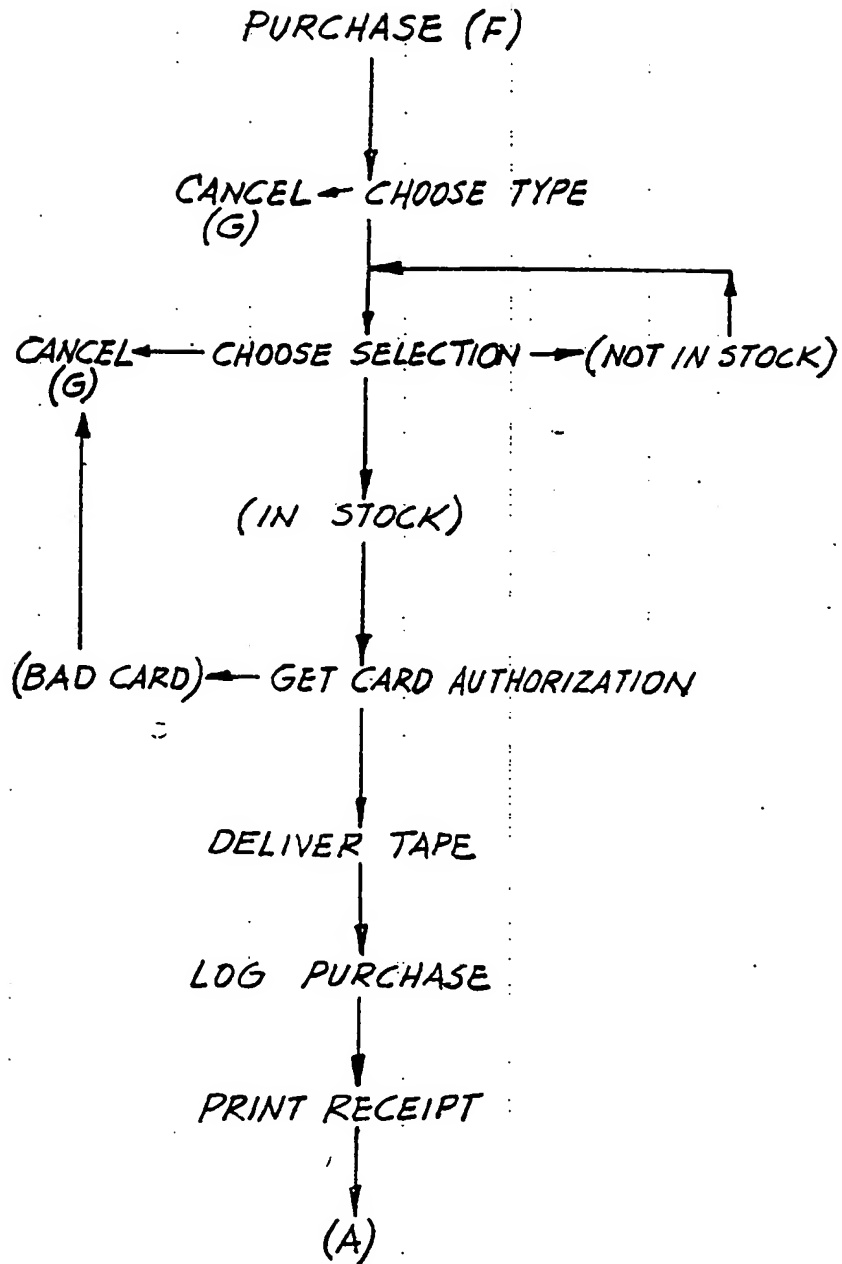 PURCHASE (F)
CANCEL CHOOSE TYPE
(G)
CANCEL CHOOSE SELECTION (NOT IN STOCK)
(G)
(IN STOCK)
(BAD CARD) GET CARD AUTHORIZATION
DELIVER TAPE
LOG PURCHASE
PRINT RECEIPT
(A)